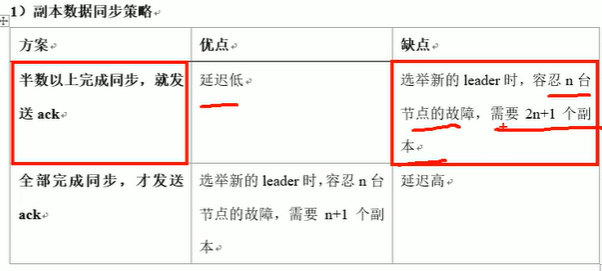 1）副本数据同步策略
方案 优点 缺点
半数以上完成同步，就发 延迟低 选举新的 leader 时，容忍 n 台
送 ack 节点的故障，需要 2n+1 个副
本
全部完成同步，才发送 选举新的 leader 时，容忍 n 台 延迟高
ack 节点的故障，需要 n+1 个副
本